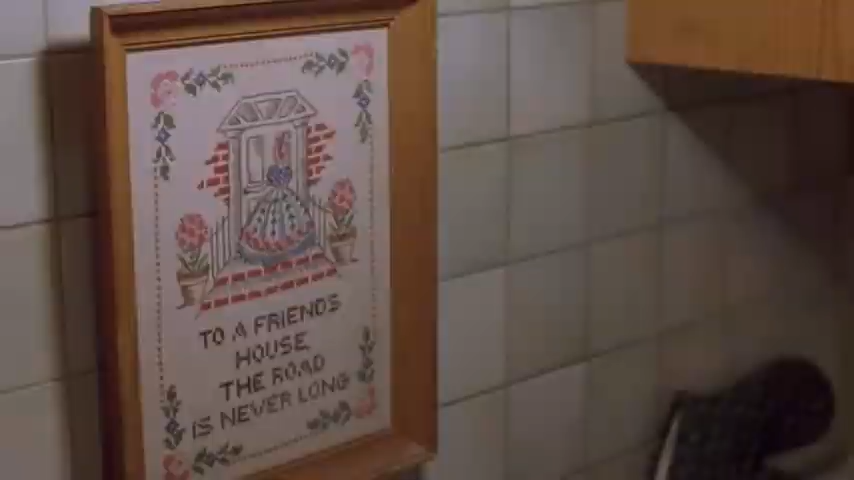 TO A FRIENDS
HOUSE
THE ROAD
IS NEVER LONG